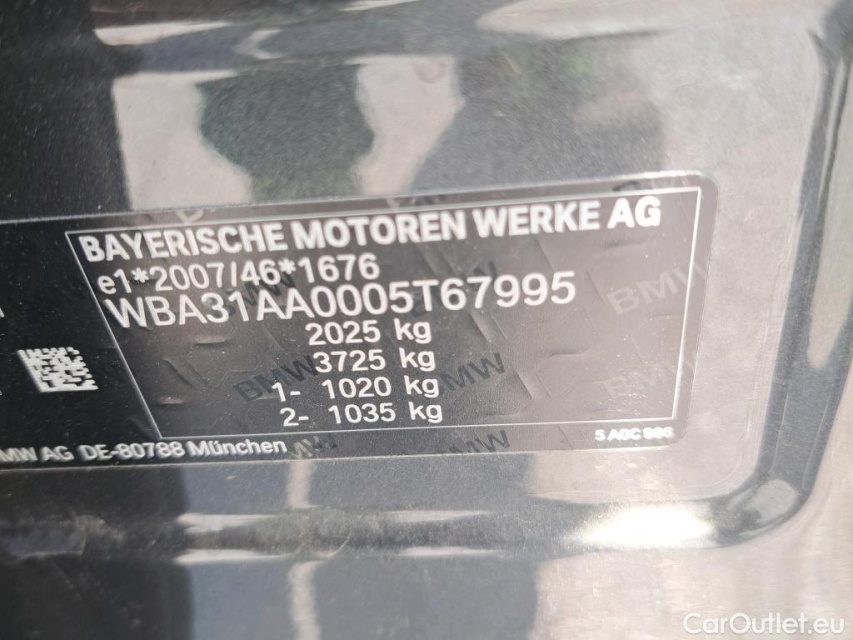 BAYERISCHE MOTOREN WERKE AG
e1*2007/46*1676
WBA31AA0005T67995
2025 kg
3725 kg
1- 1020 kg
2- 1035 kg
MW AG DE-80788 München
5 A0C 986
CarOutlet.eu